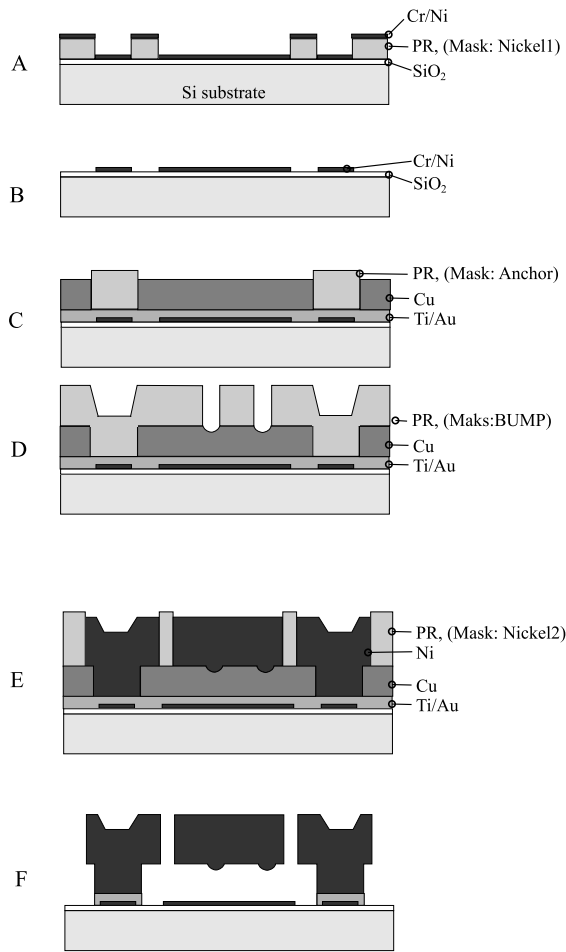 Cr/Ni
PR, (Mask: Nickel1)
A
SiO2
Si substrate
Cr/Ni
SiO2
B
PR, (Mask: Anchor)
Cu
C
Ti/Au
PR, (Maks:BUMP)
D
Cu
Ti/Au
PR, (Mask: Nickel2)
Ni
E
Cu
Ti/Au
F